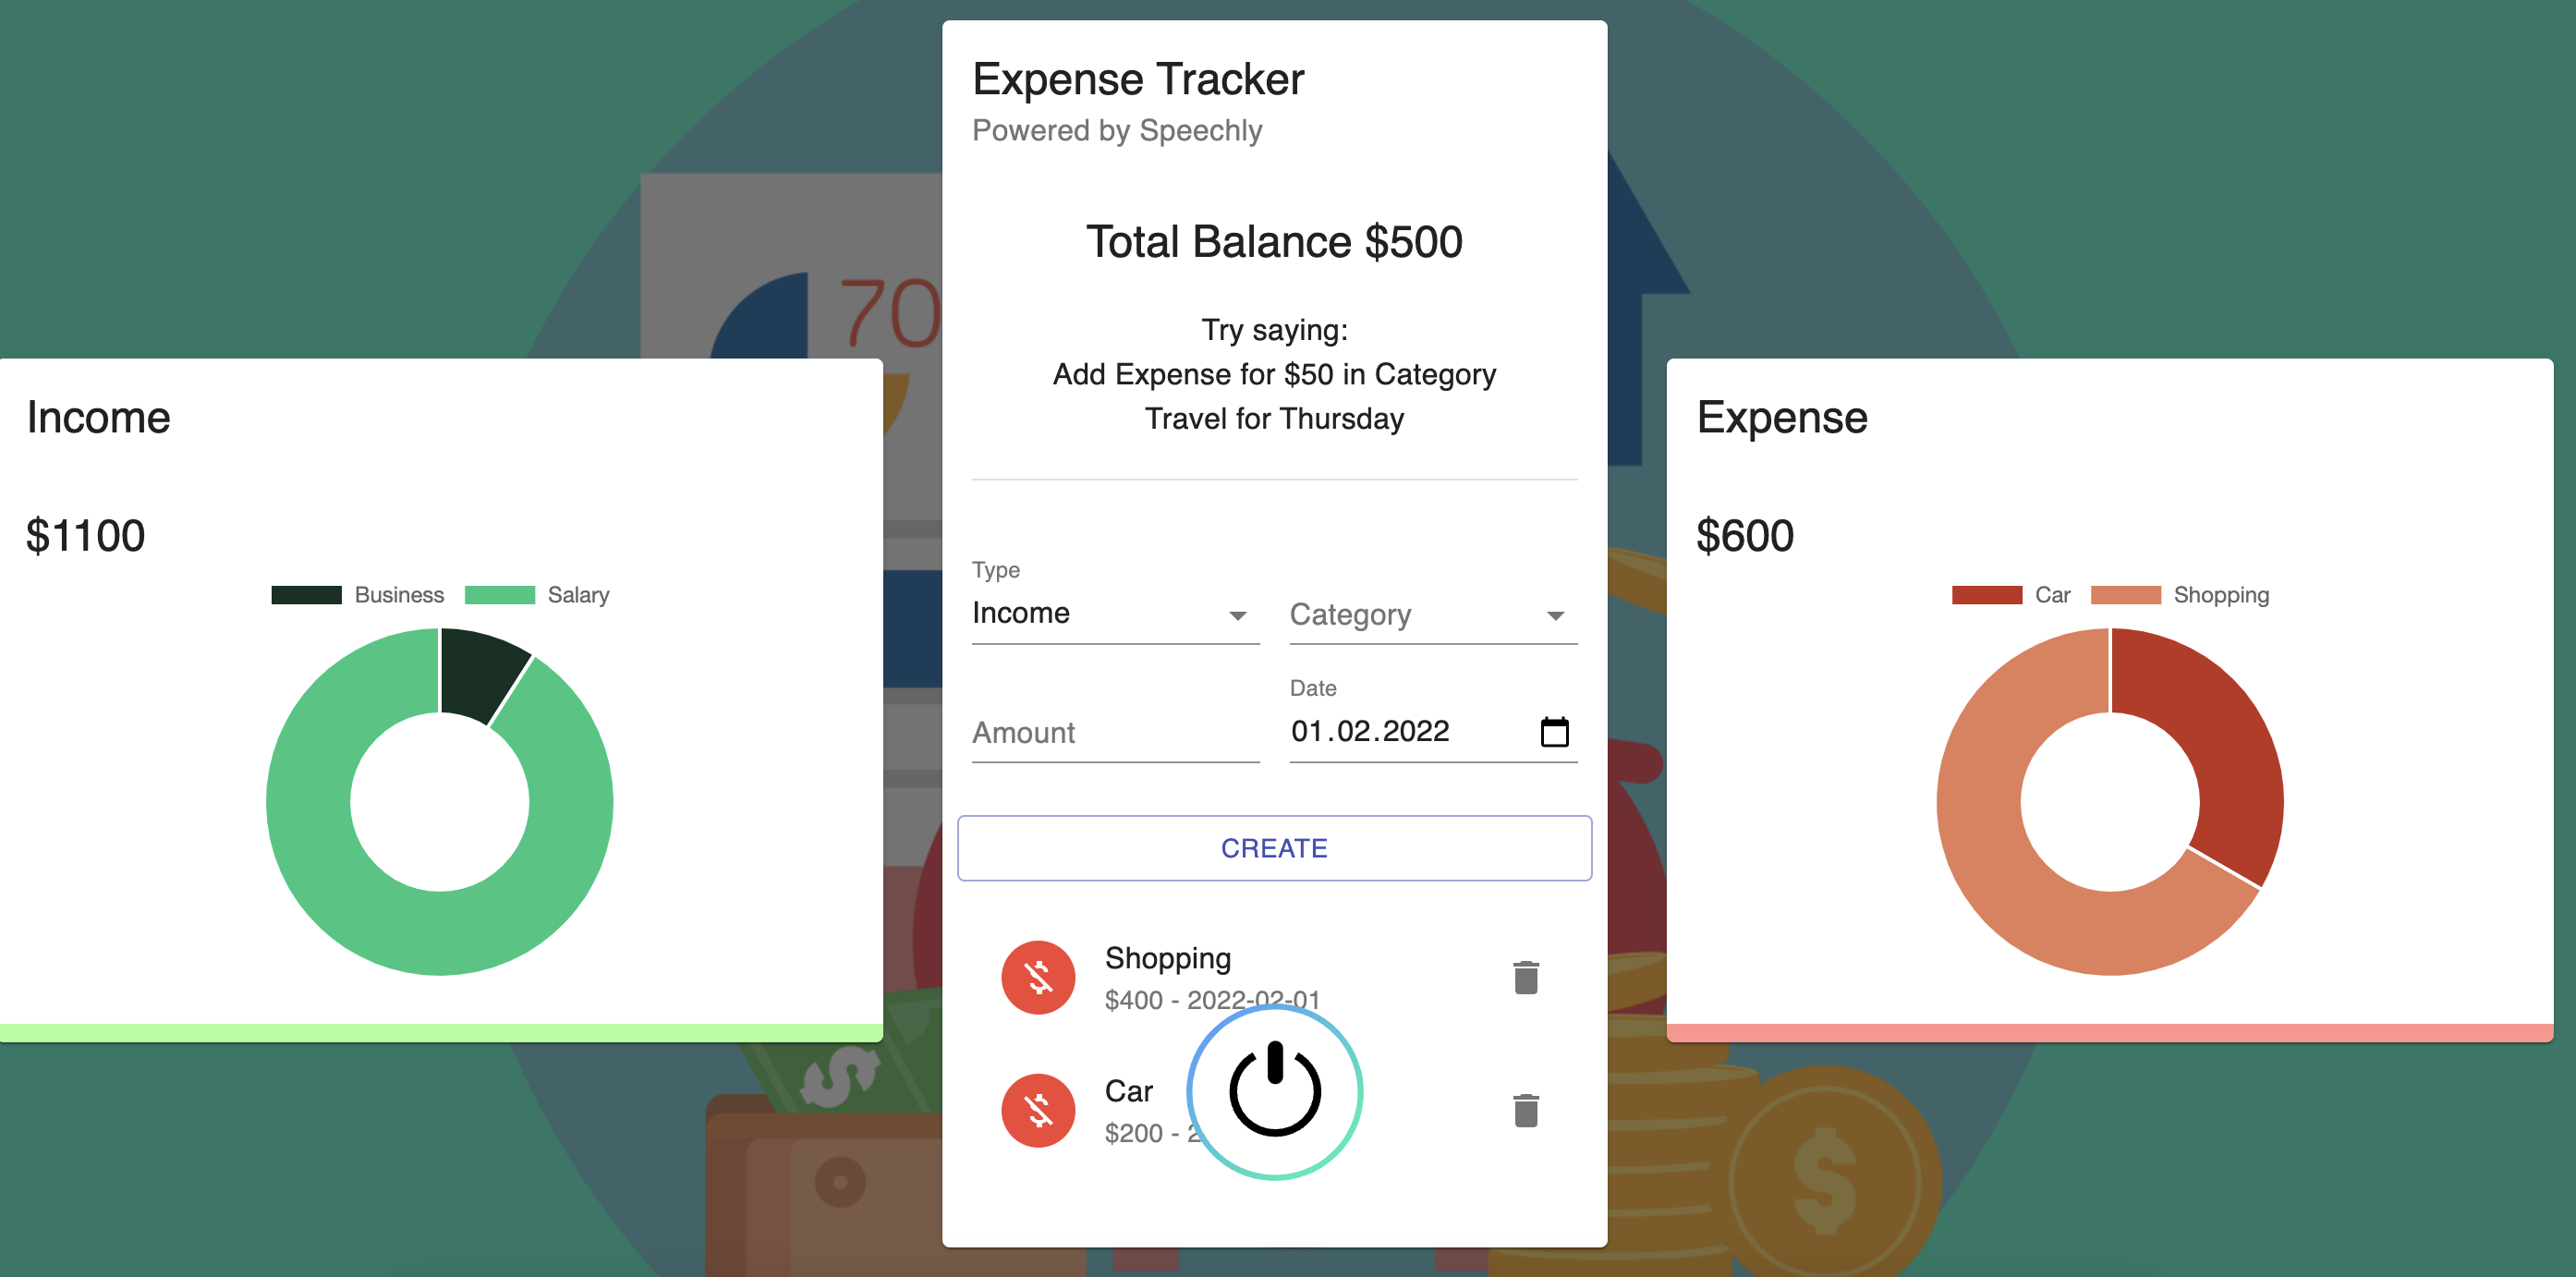 Expense Tracker
Powered by Speechly
Total Balance $500
Try saying:
Add Expense for $50 in Category
Travel for Thursday
Type
Income
Category
Amount
Date
01.02.2022
CREATE
Shopping
$400 - 2022-02-01
Car
$200 -
70
Income
$1100
Business
Salary
Expense
$600
Car
Shopping
$
$